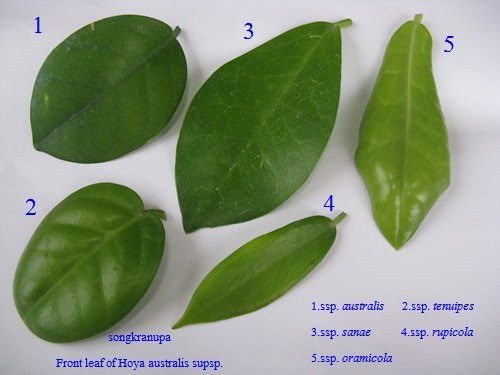 1
3
5
2
4
songkranupa
Front leaf of Hoya australis supsp.
1.ssp. australis 2.ssp. tenuipes
3.ssp. sanae 4.ssp. rupicola
5.ssp. oramicola